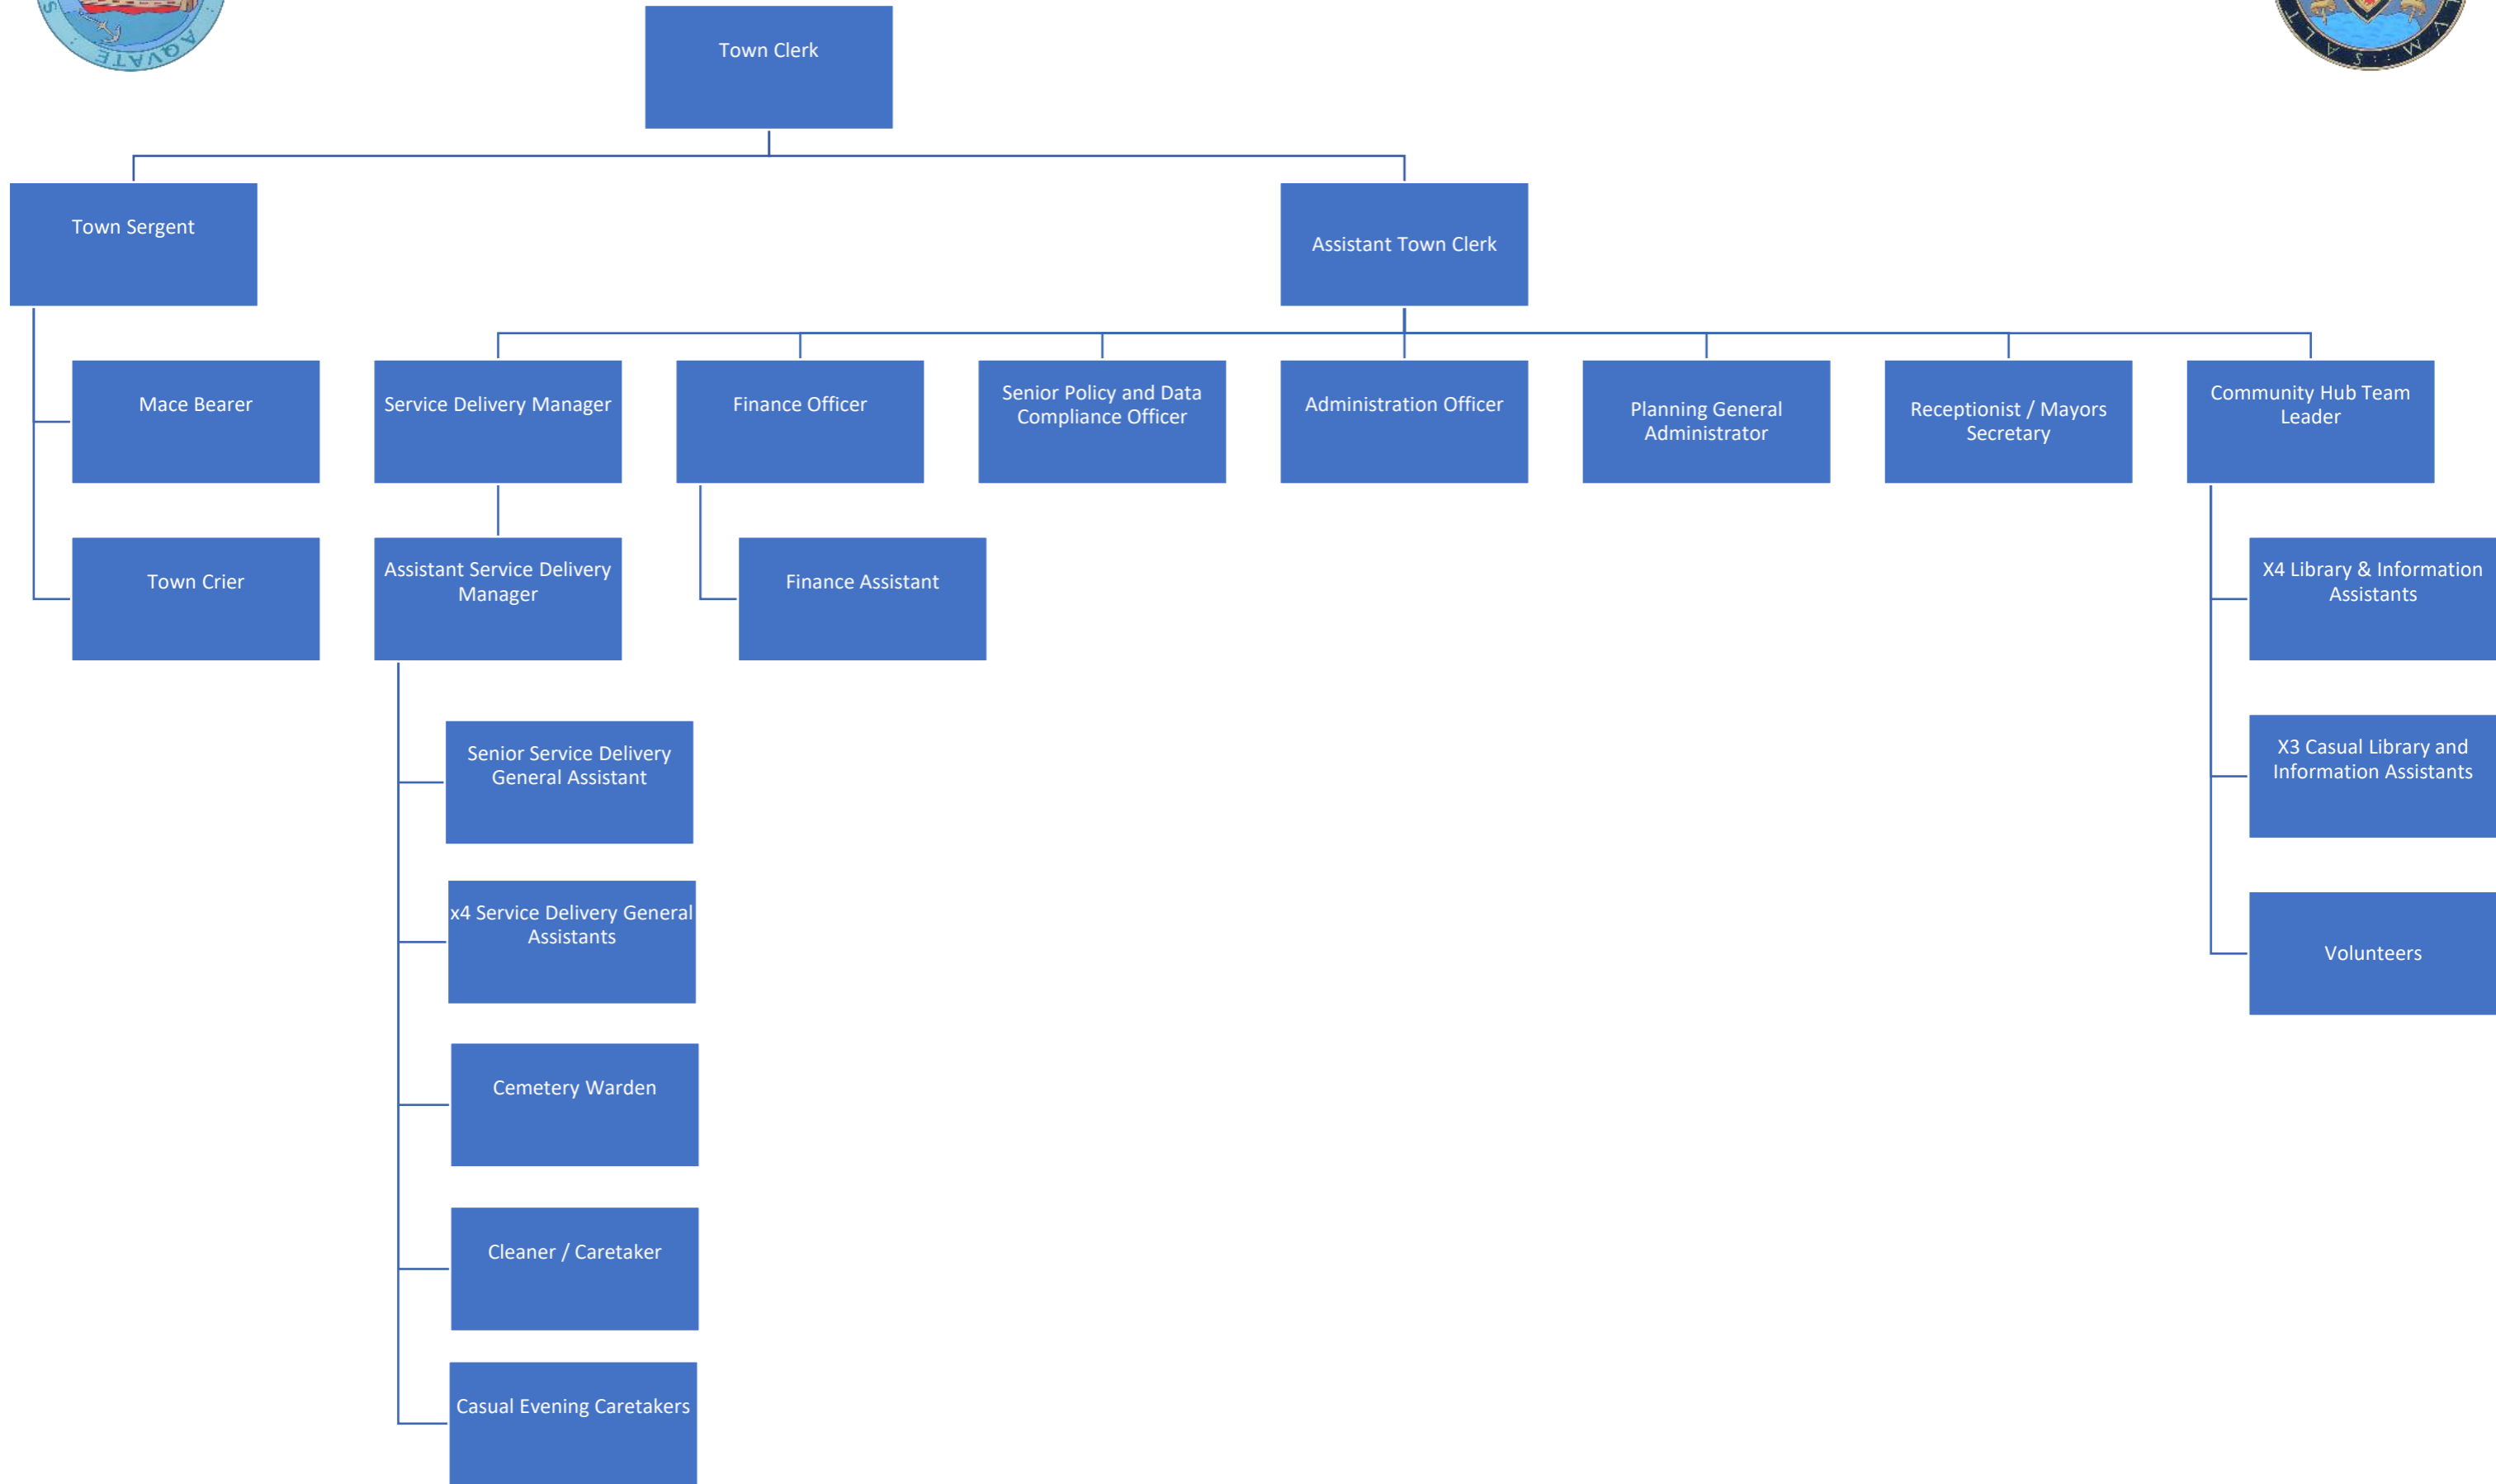 AQVATE
S
SALT
VM
Town Clerk
Town Sergent
Assistant Town Clerk
Mace Bearer
Service Delivery Manager
Finance Officer
Senior Policy and Data
Compliance Officer
Administration Officer
Planning General
Administrator
Receptionist / Mayors
Secretary
Community Hub Team
Leader
Town Crier
Assistant Service Delivery
Manager
Finance Assistant
X4 Library & Information
Assistants
Senior Service Delivery
General Assistant
X3 Casual Library and
Information Assistants
x4 Service Delivery General
Assistants
Volunteers
Cemetery Warden
Cleaner / Caretaker
Casual Evening Caretakers